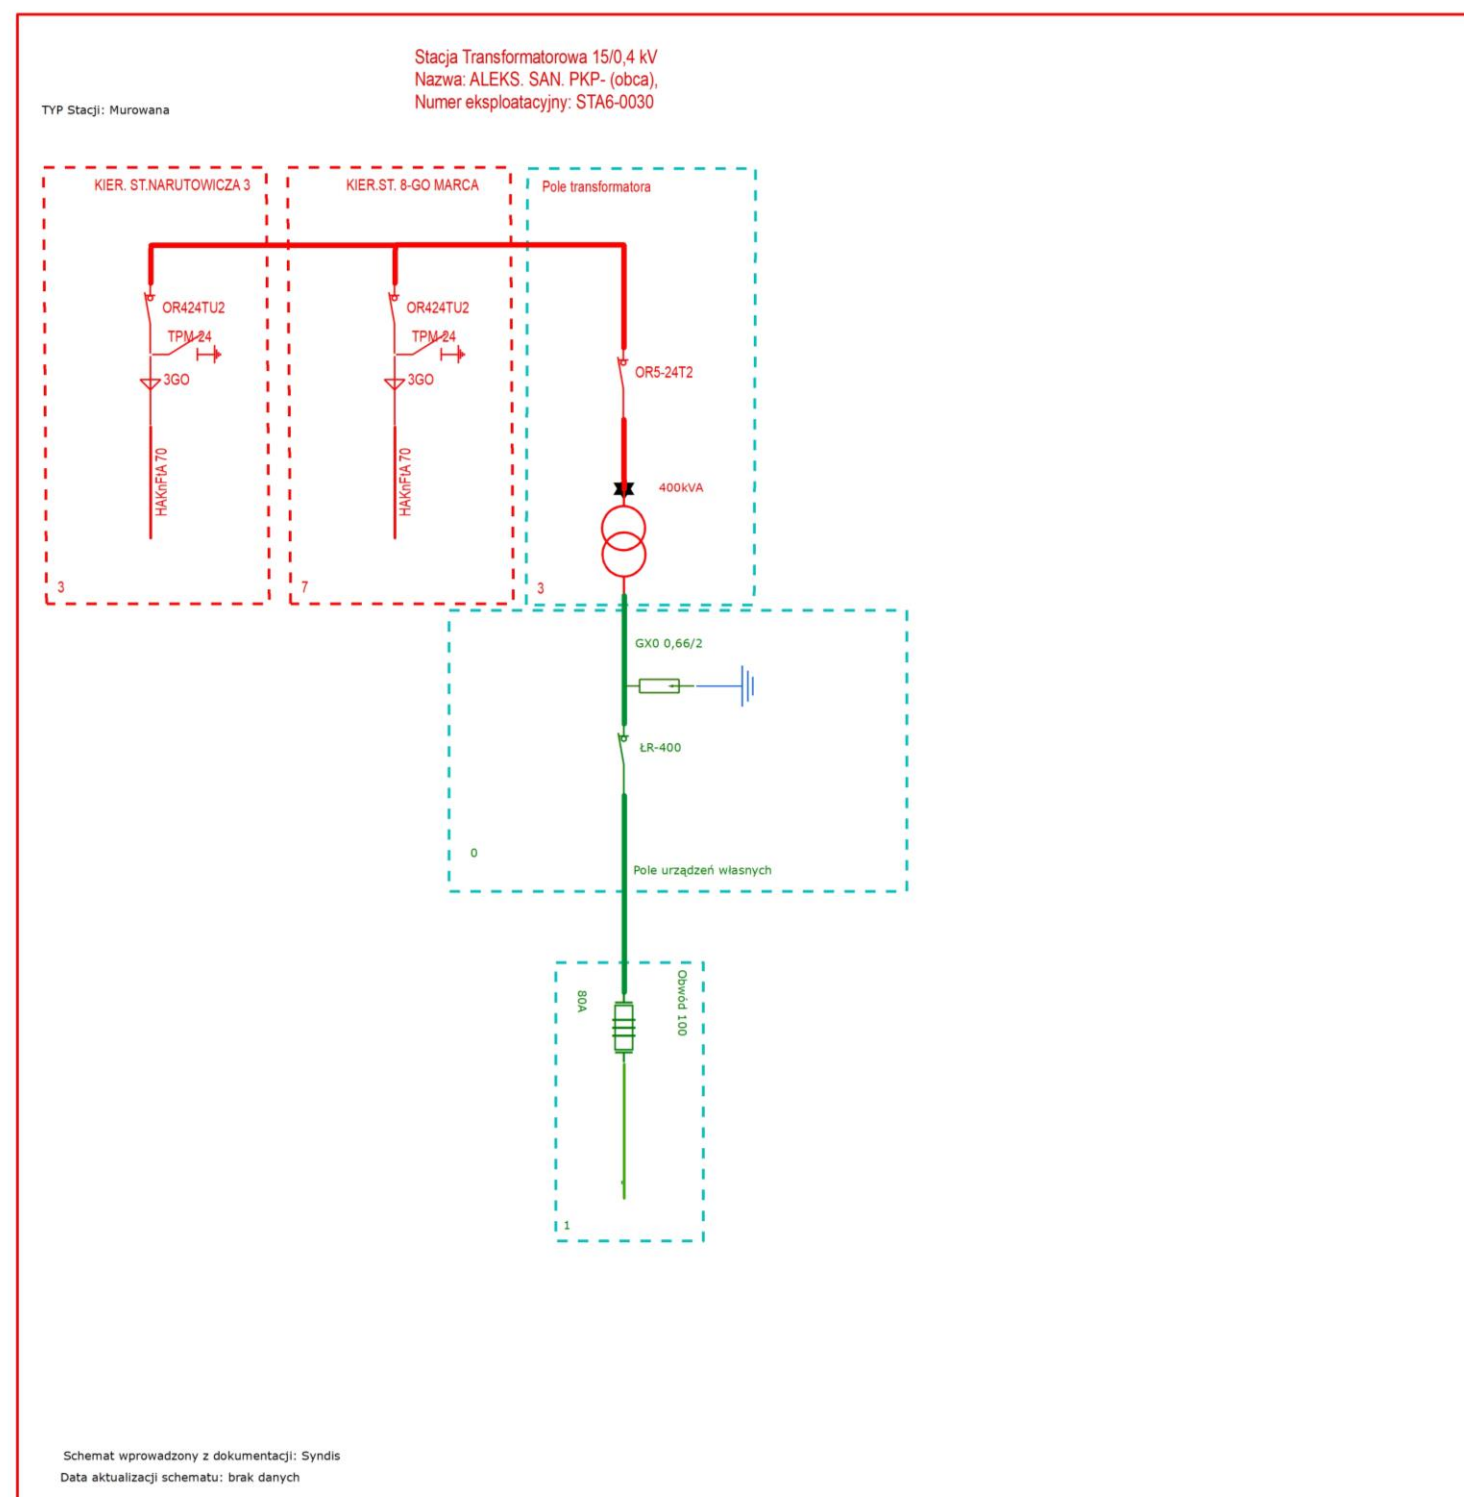 Stacja Transformatorowa 15/0,4 kV
Nazwa: ALEKS. SAN. PKP- (obca),
Numer eksploatacyjny: STA6-0030
TYP Stacji: Murowana
KIER. ST.NARUTOWICZA 3
OR424TU2
TPM-24
3GO
HAKnFtA 70
3
KIER.ST. 8-GO MARCA
OR424TU2
TPM-24
3GO
HAKnFtA 70
7
Pole transformatora
OR5-24T2
400kVA
3
GX0 0,66/2
ŁR-400
0
Pole urządzeń własnych
80A
Obwód 100
1
Schemat wprowadzony z dokumentacji: Syndis
Data aktualizacji schematu: brak danych